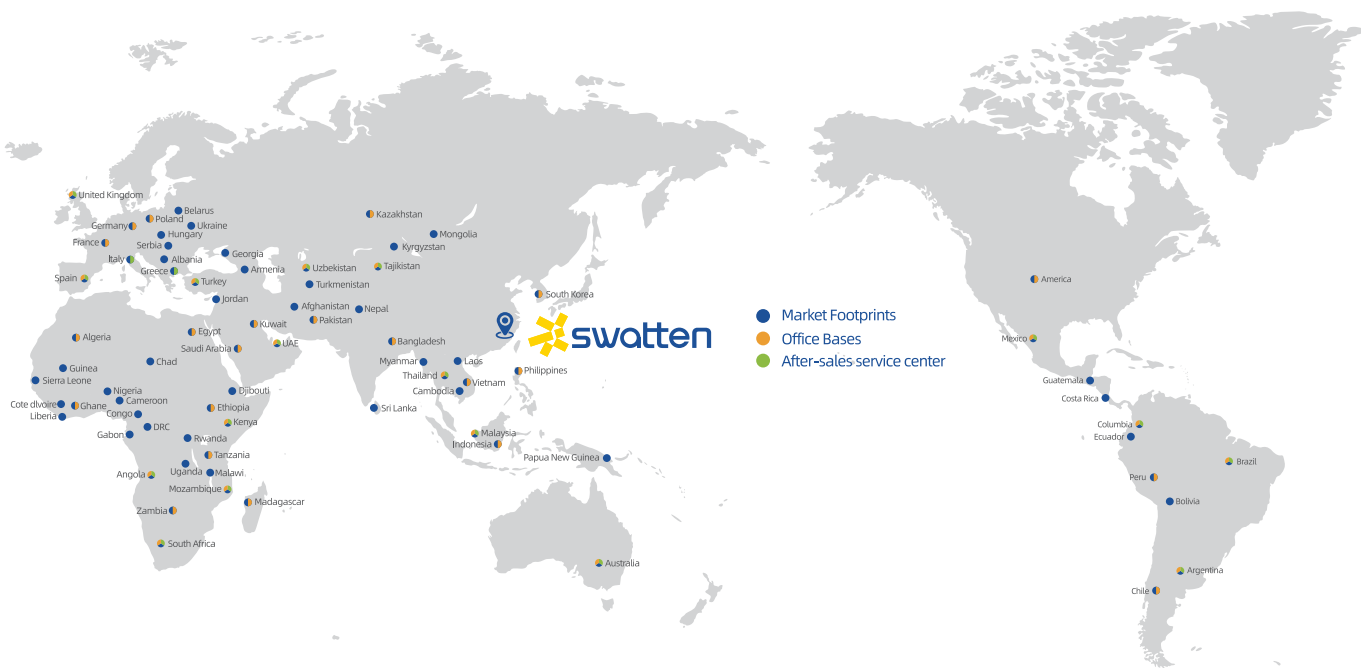 United Kingdom
Belarus
Poland
Germany
Ukraine
Hungary
France
Serbia
Italy
Albania
Greece
Spain
Turkey
Georgia
Armenia
Jordan
Kazakhstan
Mongolia
Kyrgyzstan
Uzbekistan
Tajikistan
Turkmenistan
Afghanistan
Nepal
Pakistan
South Korea
Kuwait
Egypt
Saudi Arabia
UAE
Algeria
Chad
Guinea
Sierra Leone
Nigeria
Cameroon
Djibouti
Cote dlvoire
Ghane
Liberia
Congo
Ethiopia
Kenya
DRC
Gabon
Rwanda
Tanzania
Uganda
Malawi
Angola
Mozambique
Madagascar
Zambia
South Africa
Bangladesh
Myanmar
Laos
Thailand
Vietnam
Cambodia
Philippines
Sri Lanka
Malaysia
Indonesia
Papua New Guinea
Australia
swatten
Market Footprints
Office Bases
After-sales service center
America
Mexico
Guatemala
Costa Rica
Columbia
Ecuador
Brazil
Peru
Bolivia
Argentina
Chile